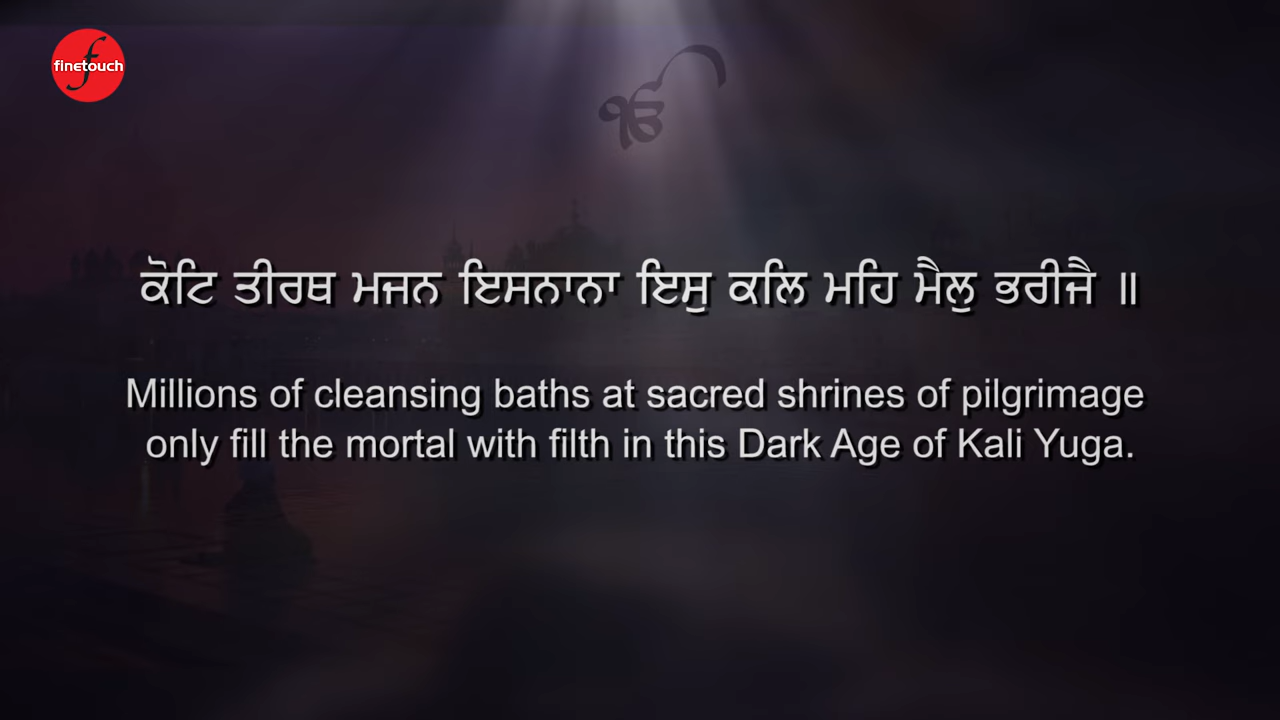 finetouch
ੴ
ਕੋਟਿ ਤੀਰਥ ਮਜਨ ਇਸਨਾਨਾ ਇਸੁ ਕਲਿ ਮਹਿ ਮੈਲੁ ਭਰੀਜੈ ॥
Millions of cleansing baths at sacred shrines of pilgrimage
only fill the mortal with filth in this Dark Age of Kali Yuga.